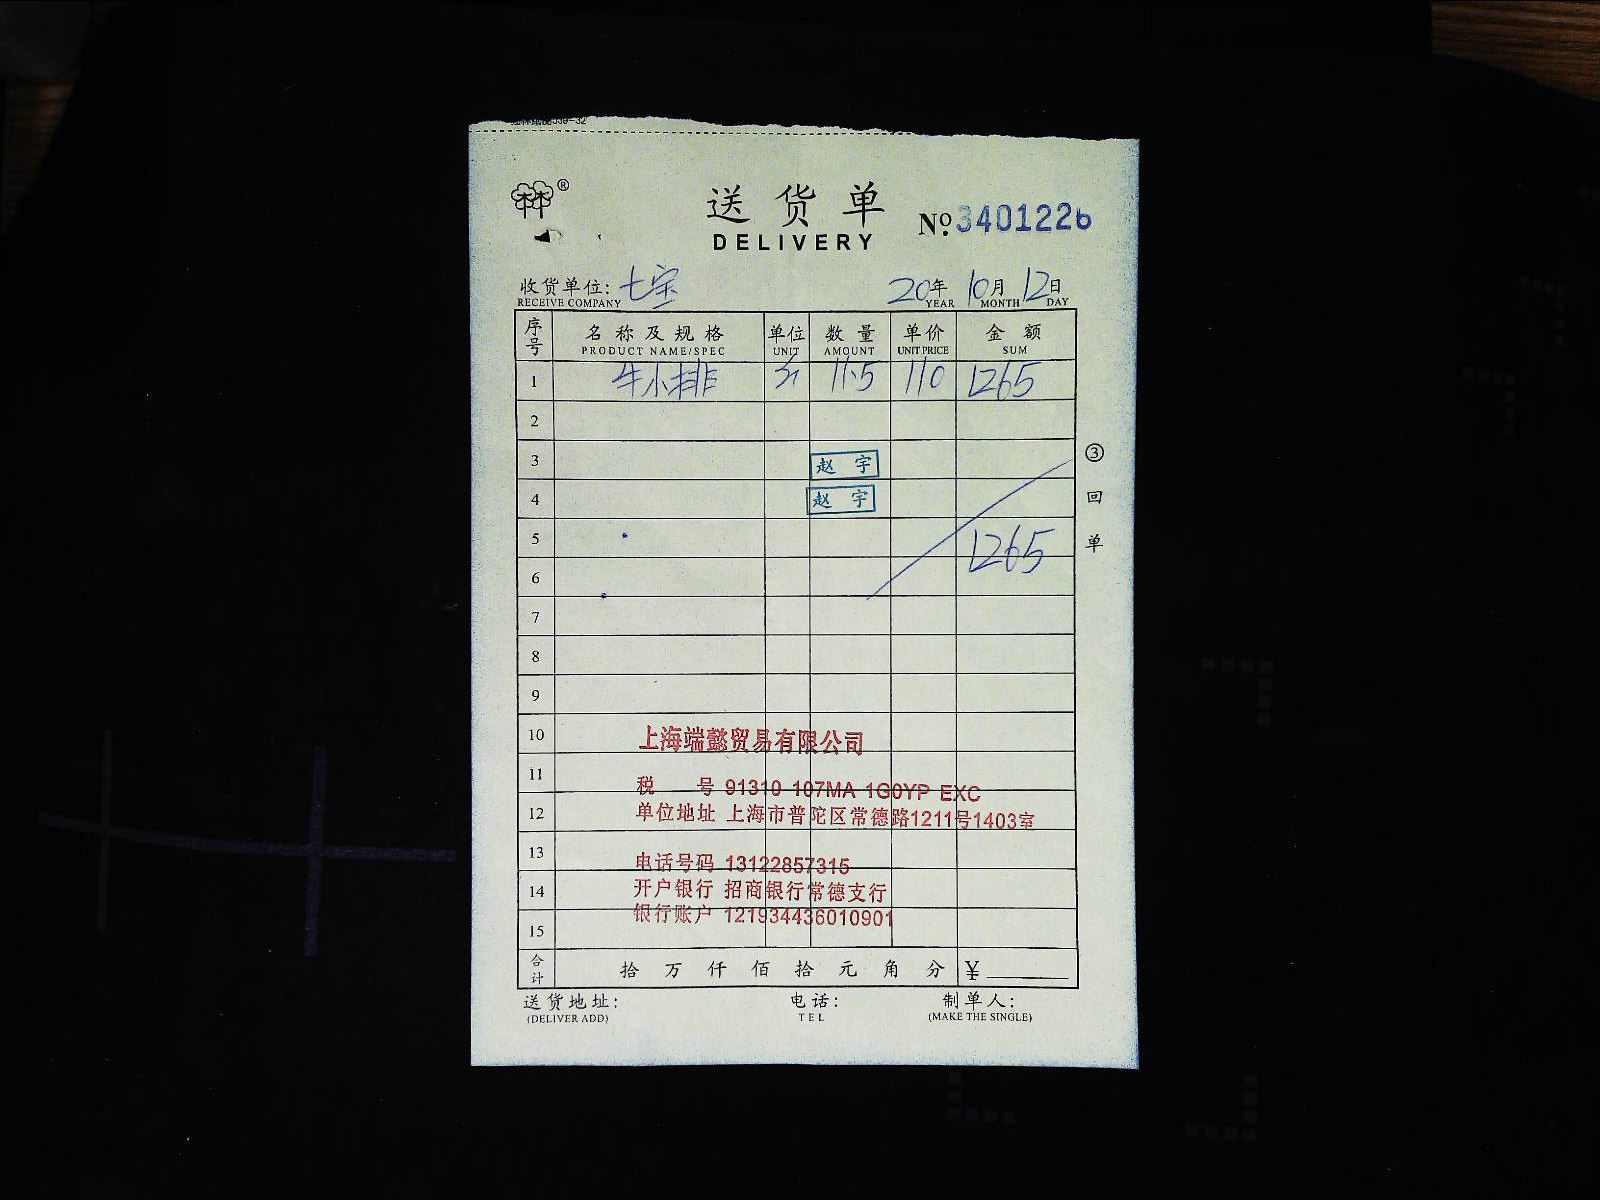 送货单
DELIVERY
№ 3401226
收货单位: 七宝 20年 10月 12日
RECEIVE COMPANY YEAR MONTH DAY
序号 名称及规格 单位 数量 单价 金额
PRODUCT NAME/SPEC UNIT AMOUNT UNIT PRICE SUM
1 牛小排 11.5 110 1265
2
3 赵宇
4 赵宇
5
1265
6
7
8
9
10
上海端懿贸易有限公司
11
税 号 91310 107MA 1G0YP EXC
12 单位地址 上海市普陀区常德路1211号1403室
13
电话号码 13122857315
14 开户银行 招商银行常德支行
银行账户 121934436010901
15
合计 拾 万 仟 佰 拾 元 角 分 ¥
送货地址: 电话: 制单人:
(DELIVER ADD) TEL (MAKE THE SINGLE)
③回单